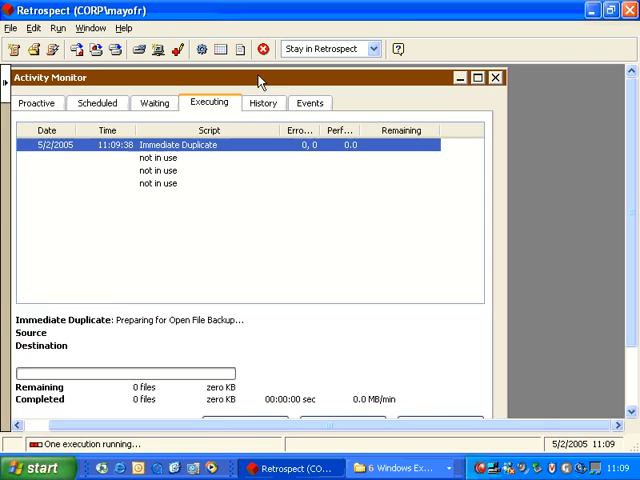 Retrospect (CORP\mayofr)
File Edit Run Window Help
Stay in Retrospect
Activity Monitor
Proactive Scheduled Waiting Executing History Events
Date Time Script Erro... Perf... Remaining
5/2/2005 11:09:38 Immediate Duplicate 0, 0 0.0
not in use
not in use
not in use
Immediate Duplicate: Preparing for Open File Backup...
Source
Destination
Remaining 0 files zero KB
Completed 0 files zero KB 00:00:00 sec 0.0 MB/min
One execution running... 5/2/2005 11:09
start Retrospect (CO... 6 Windows Ex... 11:09